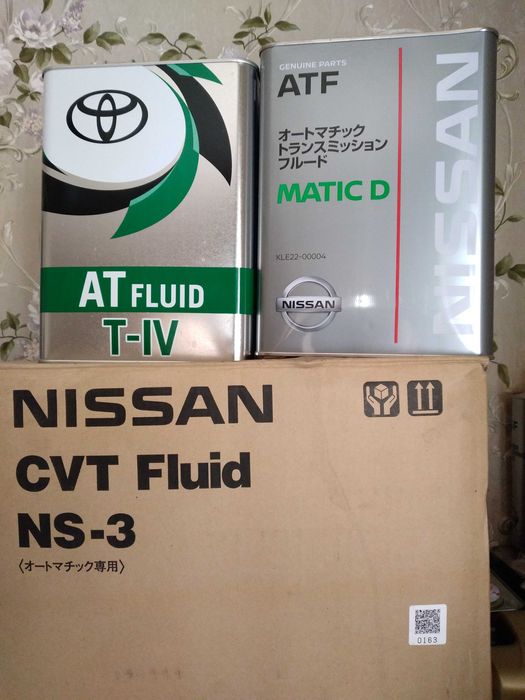 AT FLUID
T-IV
GENUINE PARTS
ATF
オートマチック
トランスミッション
フルード
MATIC D
KLE22-00004
NISSAN
NISSAN
NISSAN
CVT Fluid
NS-3
〈オートマチック専用〉
0163